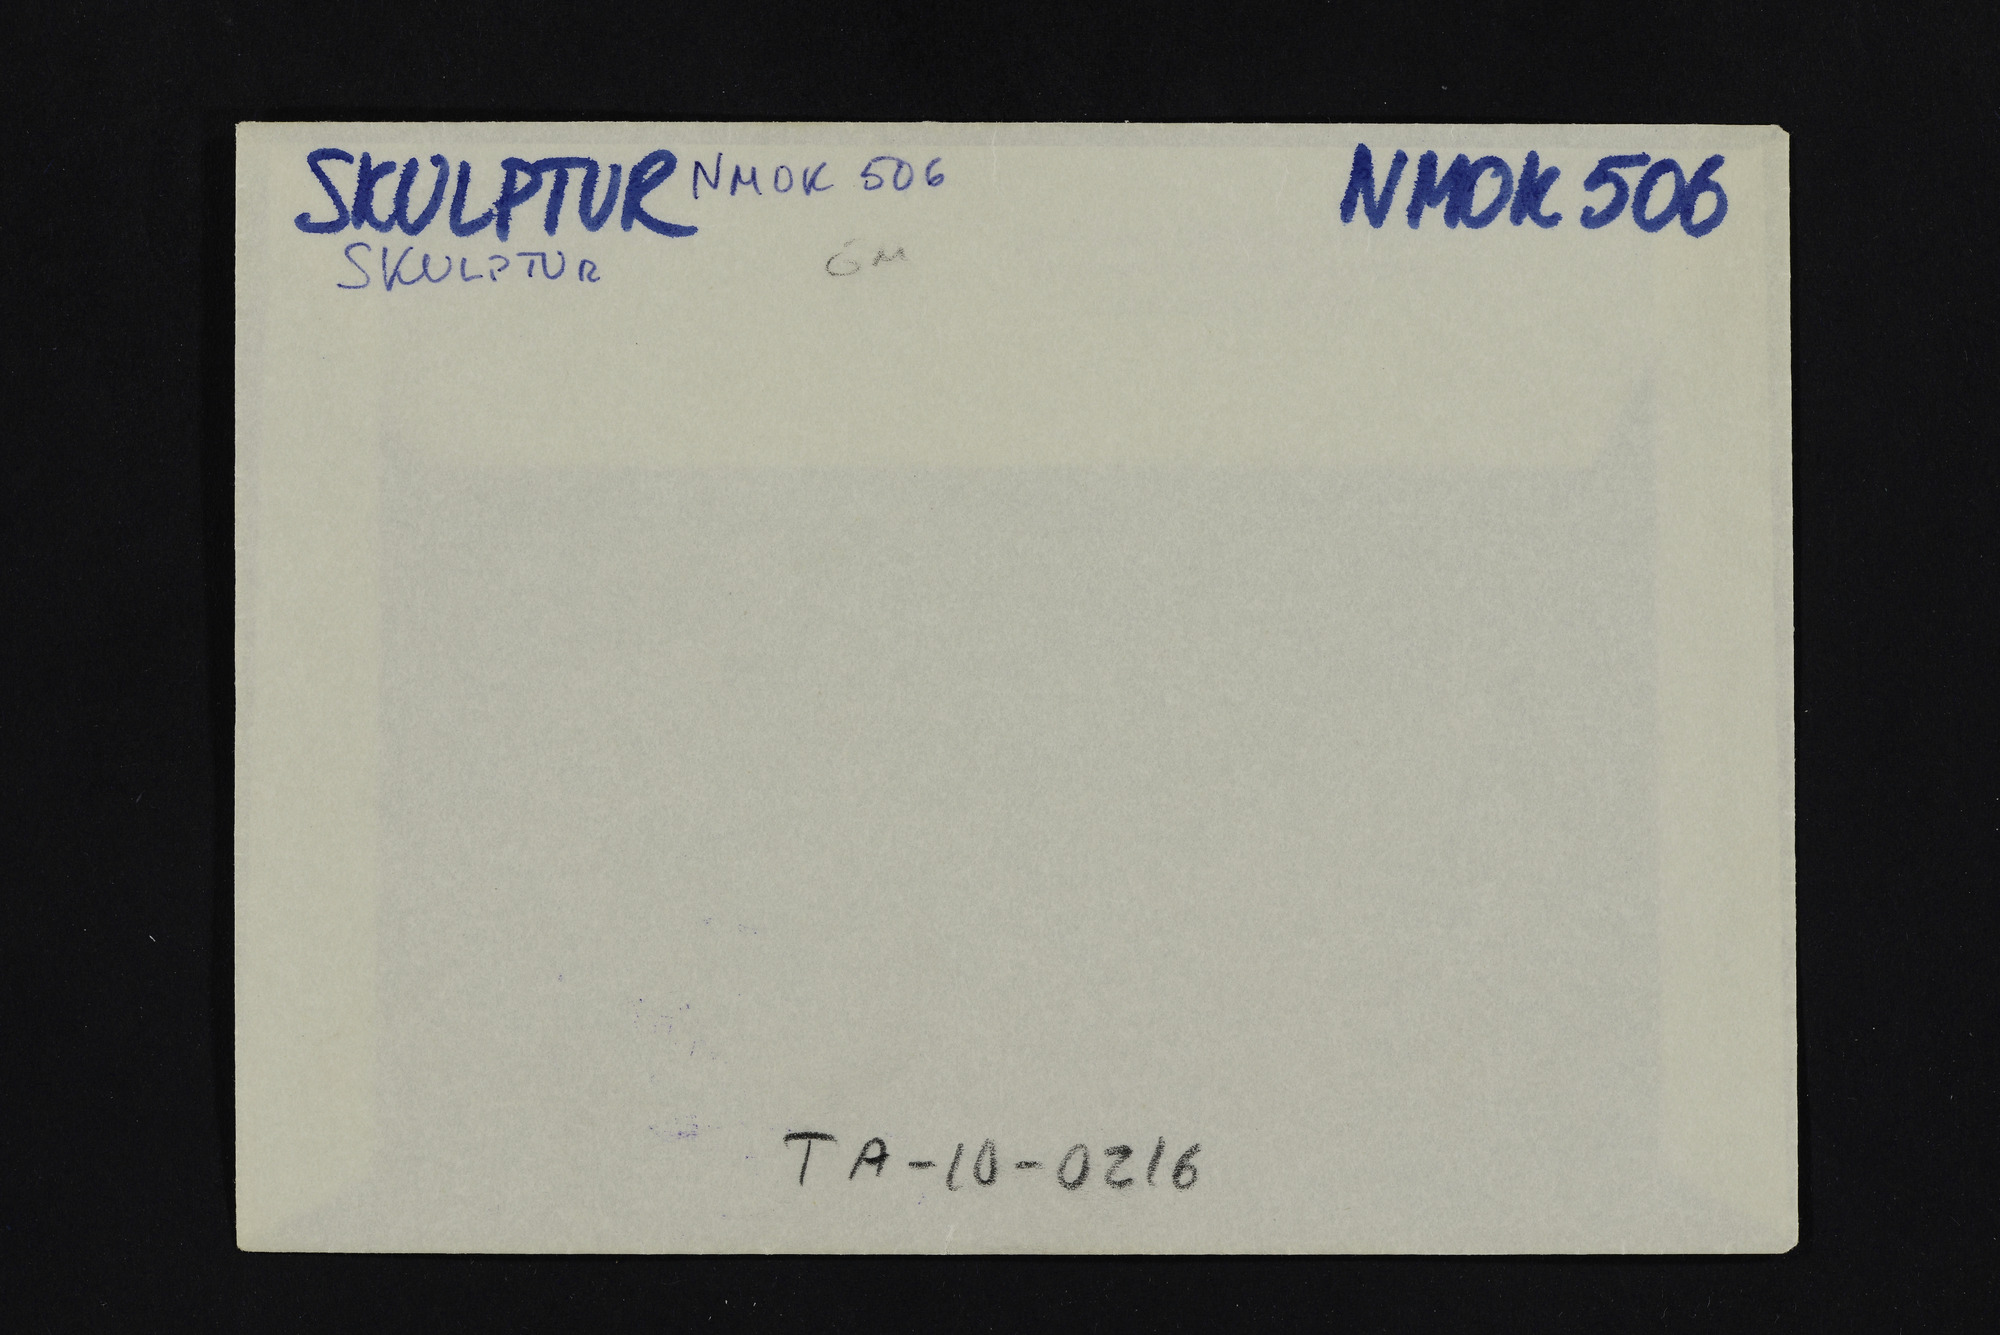 SKULPTUR NMOK 506 NMOK 506
SKULPTUR GM
TA-10-0216